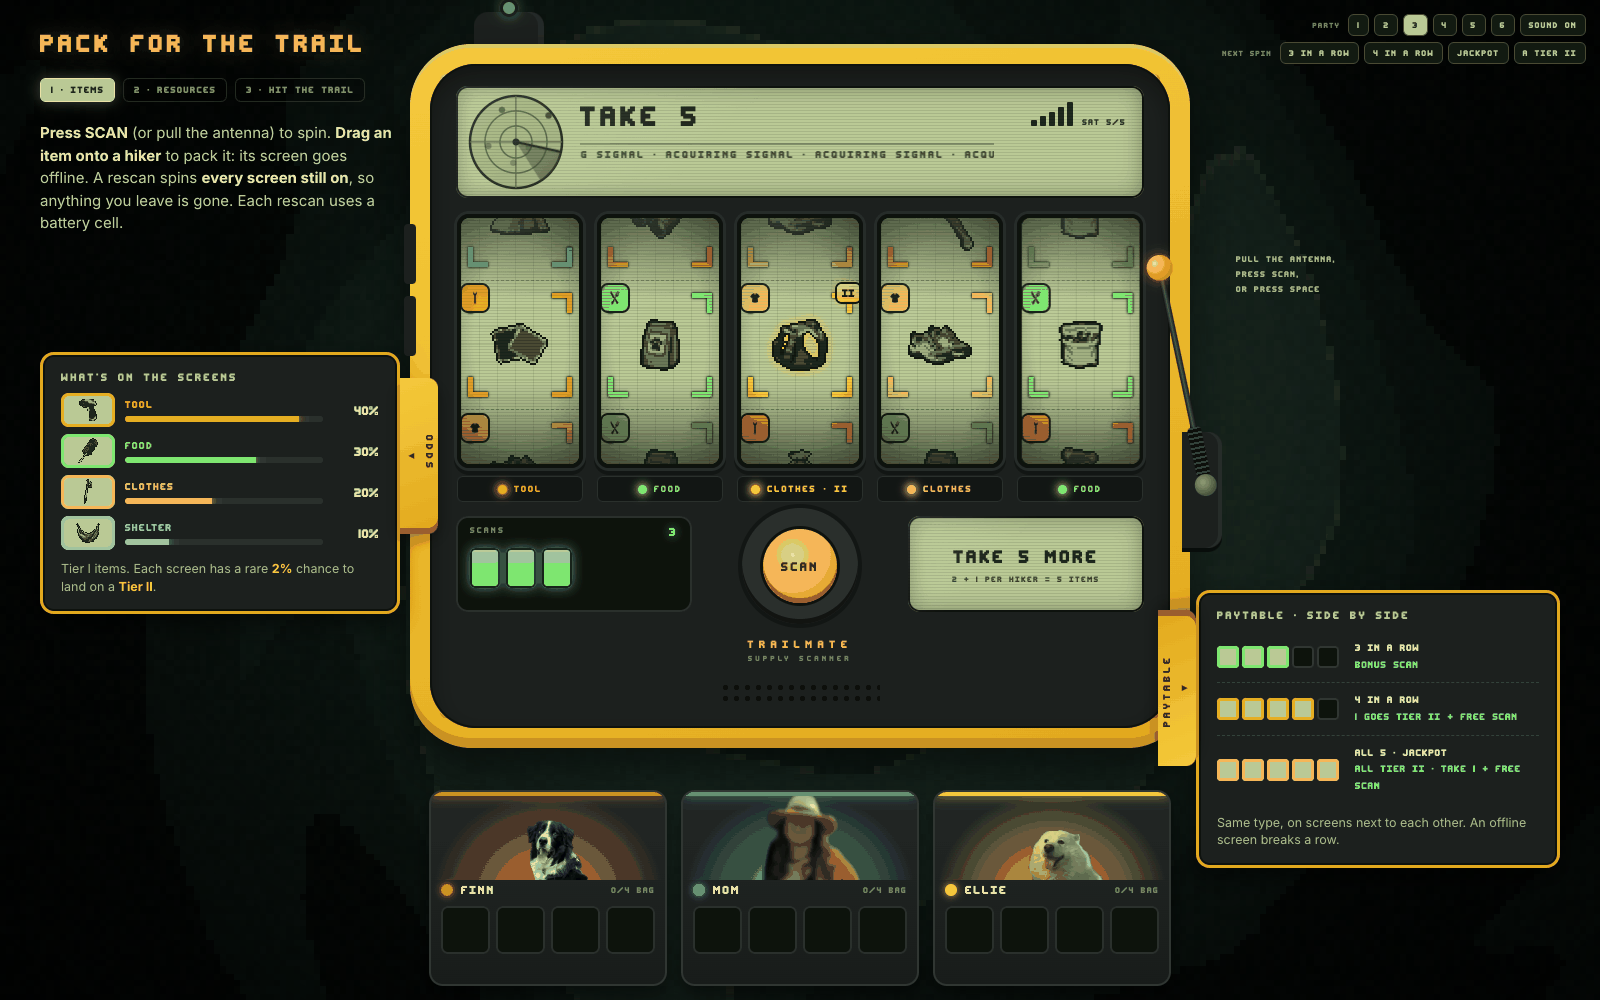 PACK FOR THE TRAIL
1 · ITEMS
2 · RESOURCES
3 · HIT THE TRAIL
Press SCAN (or pull the antenna) to spin. Drag an
item onto a hiker to pack it: its screen goes
offline. A rescan spins every screen still on, so
anything you leave is gone. Each rescan uses a
battery cell.
PARTY
1
2
3
4
5
6
SOUND ON
NEXT SPIN
3 IN A ROW
4 IN A ROW
JACKPOT
A TIER II
TAKE 5
SAT 5/5
G SIGNAL · ACQUIRING SIGNAL · ACQUIRING SIGNAL · ACQU
II
PULL THE ANTENNA,
PRESS SCAN,
OR PRESS SPACE
WHAT'S ON THE SCREENS
TOOL
40%
FOOD
30%
CLOTHES
20%
SHELTER
10%
Tier I items. Each screen has a rare 2% chance to
land on a Tier II.
ODDS
TOOL
FOOD
CLOTHES · II
CLOTHES
FOOD
SCANS
3
SCAN
TAKE 5 MORE
2 + 1 PER HIKER = 5 ITEMS
TRAILMATE
SUPPLY SCANNER
PAYTABLE
PAYTABLE · SIDE BY SIDE
3 IN A ROW
BONUS SCAN
4 IN A ROW
1 GOES TIER II + FREE SCAN
ALL 5 · JACKPOT
ALL TIER II · TAKE 1 + FREE
SCAN
Same type, on screens next to each other. An offline
screen breaks a row.
FINN
0/4 BAG
MOM
0/4 BAG
ELLIE
0/4 BAG